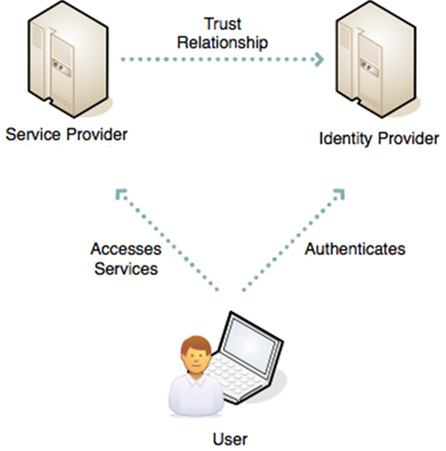 Trust
Relationship
Service Provider
Identity Provider
Accesses
Services
Authenticates
User